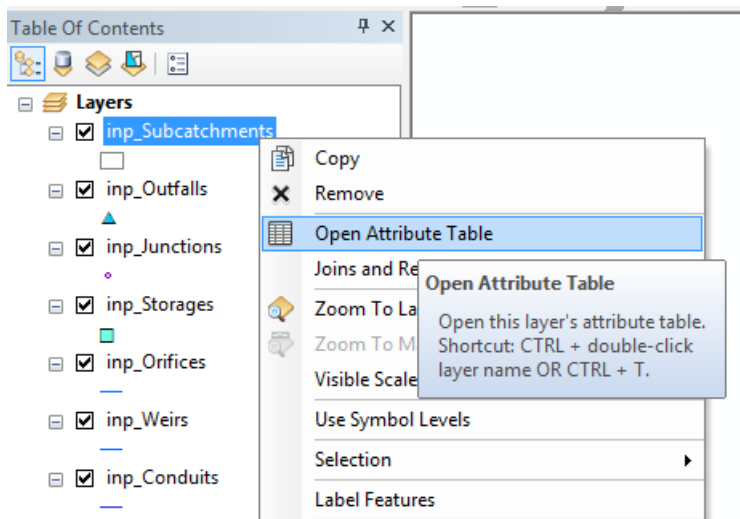 Table Of Contents
Layers
inp_Subcatchments
inp_Outfalls
inp_Junctions
inp_Storages
inp_Orifices
inp_Weirs
inp_Conduits
Copy
Remove
Open Attribute Table
Joins and Re
Zoom To La
Zoom To M
Visible Scale
Use Symbol Levels
Selection
Label Features
Open Attribute Table
Open this layer's attribute table.
Shortcut: CTRL + double-click
layer name OR CTRL + T.